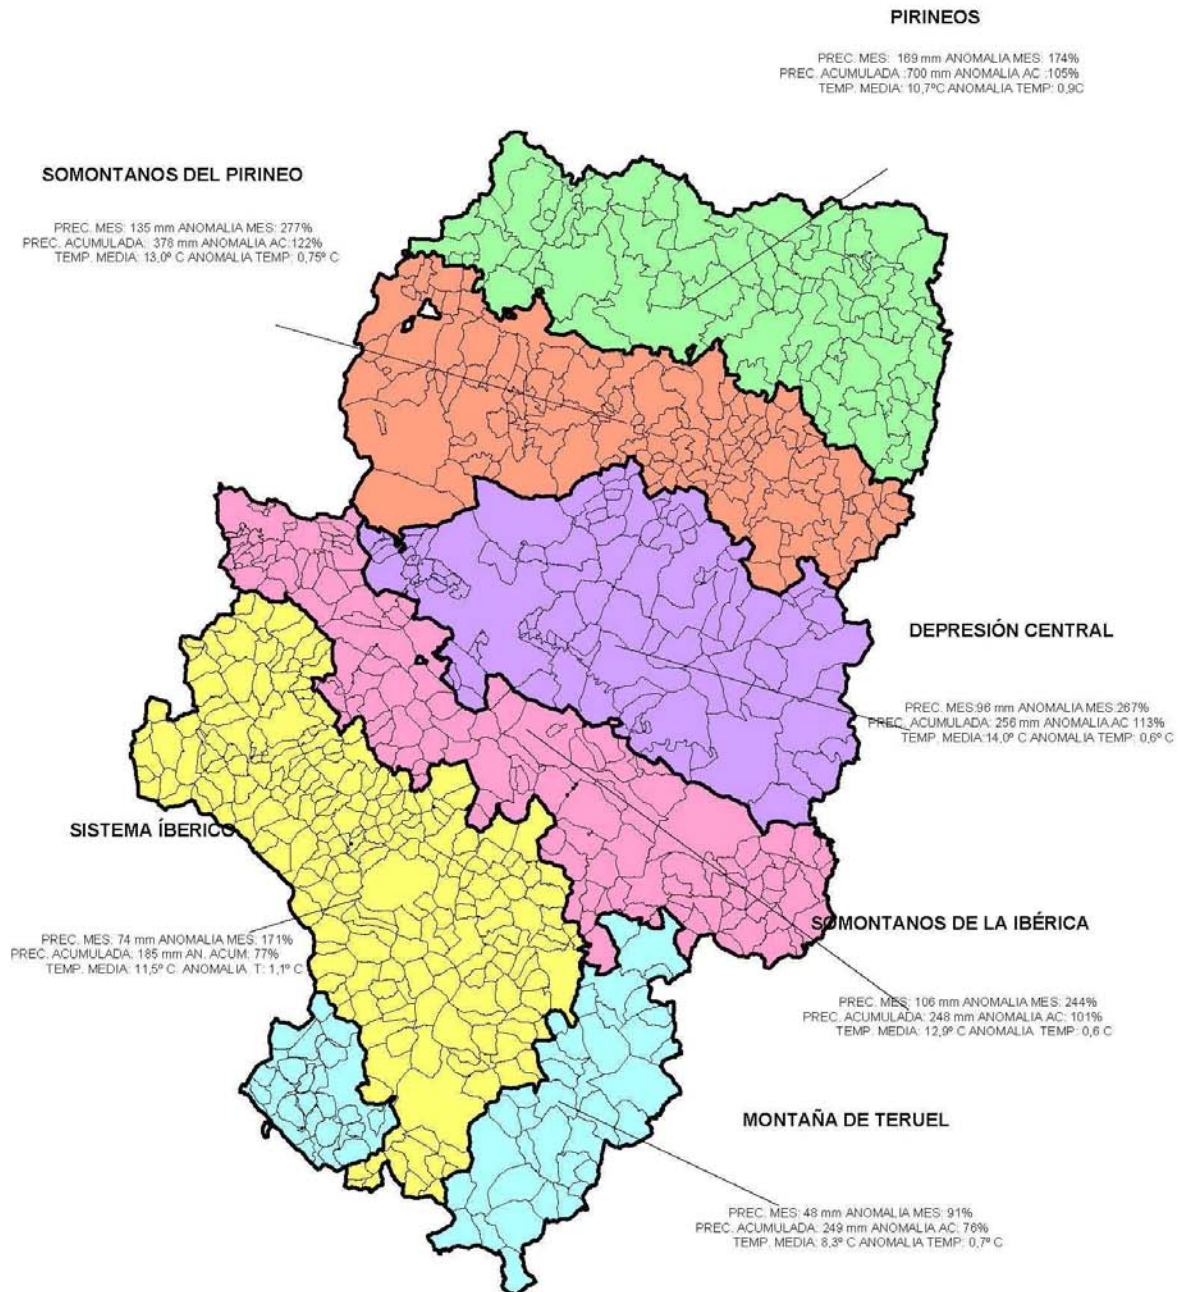 PIRINEOS
PREC. MES: 169 mm ANOMALIA MES: 174%
PREC. ACUMULADA :700 mm ANOMALIA AC :105%
TEMP. MEDIA: 10,7ºC ANOMALIA TEMP: 0,9C
SOMONTANOS DEL PIRINEO
PREC. MES: 135 mm ANOMALIA MES: 277%
PREC. ACUMULADA: 378 mm ANOMALIA AC:122%
TEMP. MEDIA: 13,0º C ANOMALIA TEMP: 0,75º C
DEPRESIÓN CENTRAL
PREC. MES:96 mm ANOMALIA MES:267%
PREC. ACUMULADA: 256 mm ANOMALIA AC 113%
TEMP. MEDIA:14,0º C ANOMALIA TEMP: 0,6º C
SISTEMA ÍBERICO
PREC. MES: 74 mm ANOMALIA MES: 171%
PREC. ACUMULADA: 185 mm AN. ACUM: 77%
TEMP. MEDIA: 11,5º C. ANOMALIA T: 1,1º C
SOMONTANOS DE LA IBÉRICA
PREC. MES: 106 mm ANOMALIA MES: 244%
PREC. ACUMULADA: 248 mm ANOMALIA AC: 101%
TEMP. MEDIA: 12,9º C ANOMALIA TEMP: 0,6 C
MONTAÑA DE TERUEL
PREC. MES: 48 mm ANOMALIA MES: 91%
PREC. ACUMULADA: 249 mm ANOMALIA AC: 76%
TEMP. MEDIA: 8,3º C ANOMALIA TEMP: 0,7º C